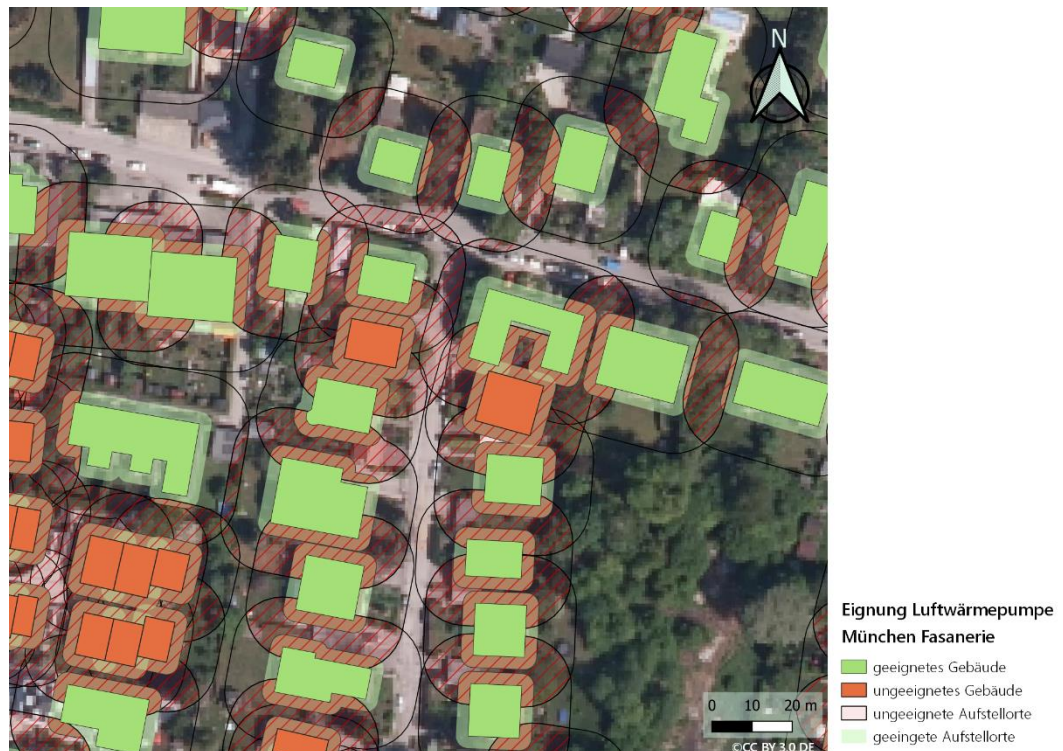 N
Eignung Luftwärmepumpe
München Fasanerie
geeignetes Gebäude
ungeeignetes Gebäude
ungeeignete Aufstellorte
geeingete Aufstellorte
0 10 20 m
©CC BY 3.0 DE